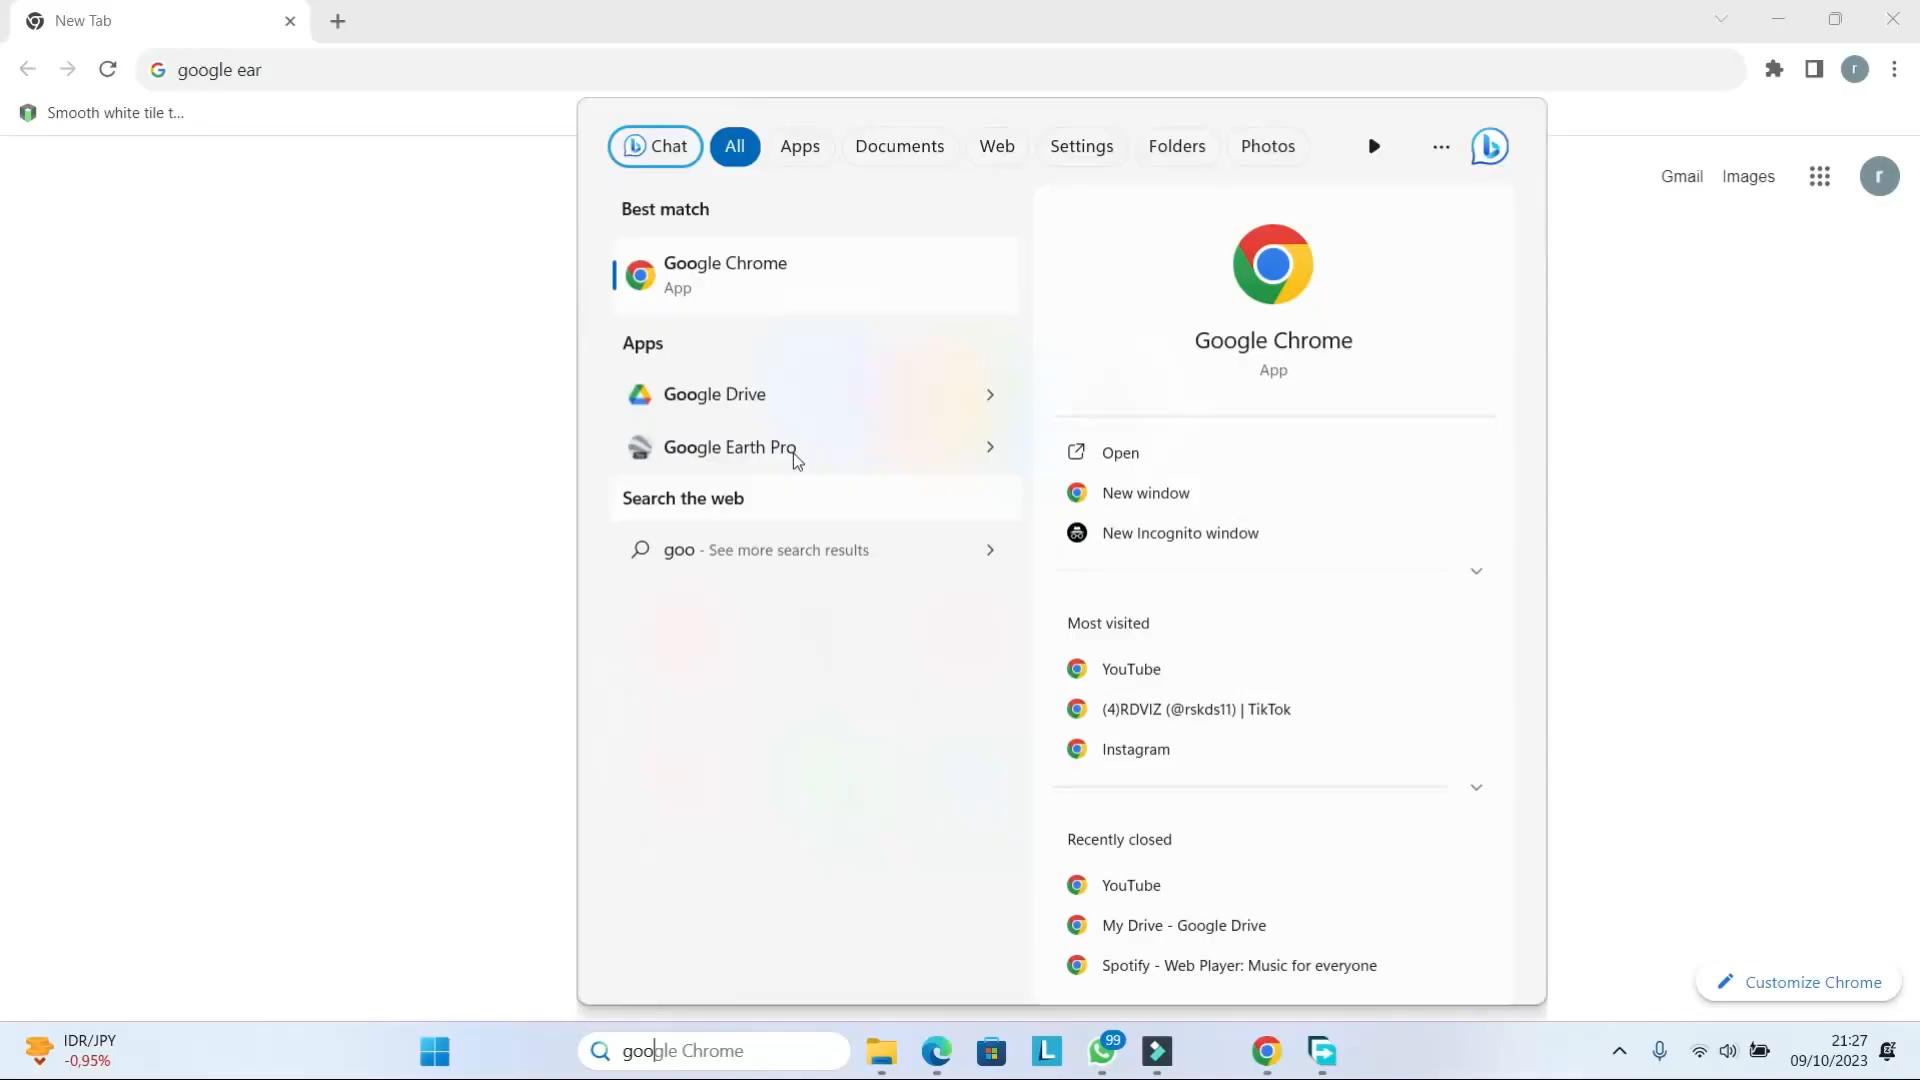 New Tab
google ear
Smooth white tile t...
Gmail Images r
r
Chat All Apps Documents Web Settings Folders Photos
Best match
Google Chrome
App
Apps
Google Drive
Google Earth Pro
Search the web
goo - See more search results
Google Chrome
App
Open
New window
New Incognito window
Most visited
YouTube
(4)RDVIZ (@rskds11) | TikTok
Instagram
Recently closed
YouTube
My Drive - Google Drive
Spotify - Web Player: Music for everyone
Customize Chrome
IDR/JPY
-0,95%
google Chrome
L
99
21:27
09/10/2023